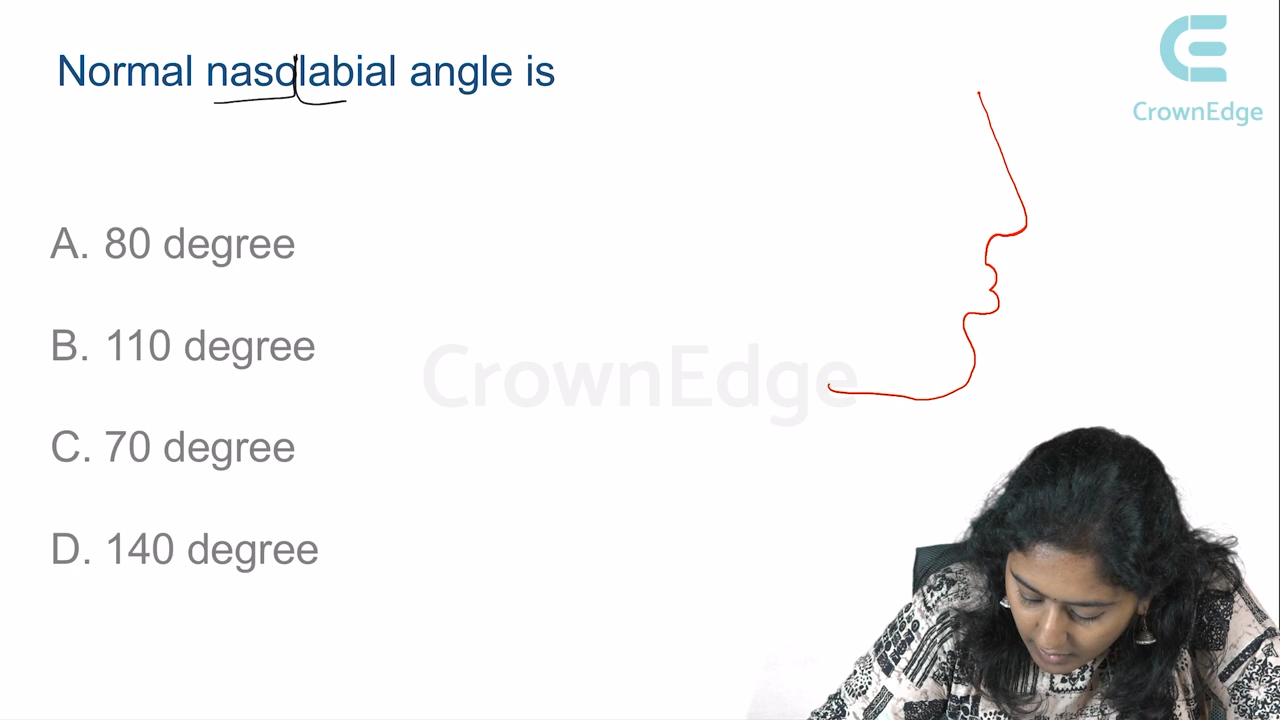 Normal nasolabial angle is
CrownEdge
A. 80 degree
B. 110 degree
CrownEdge
C. 70 degree
D. 140 degree